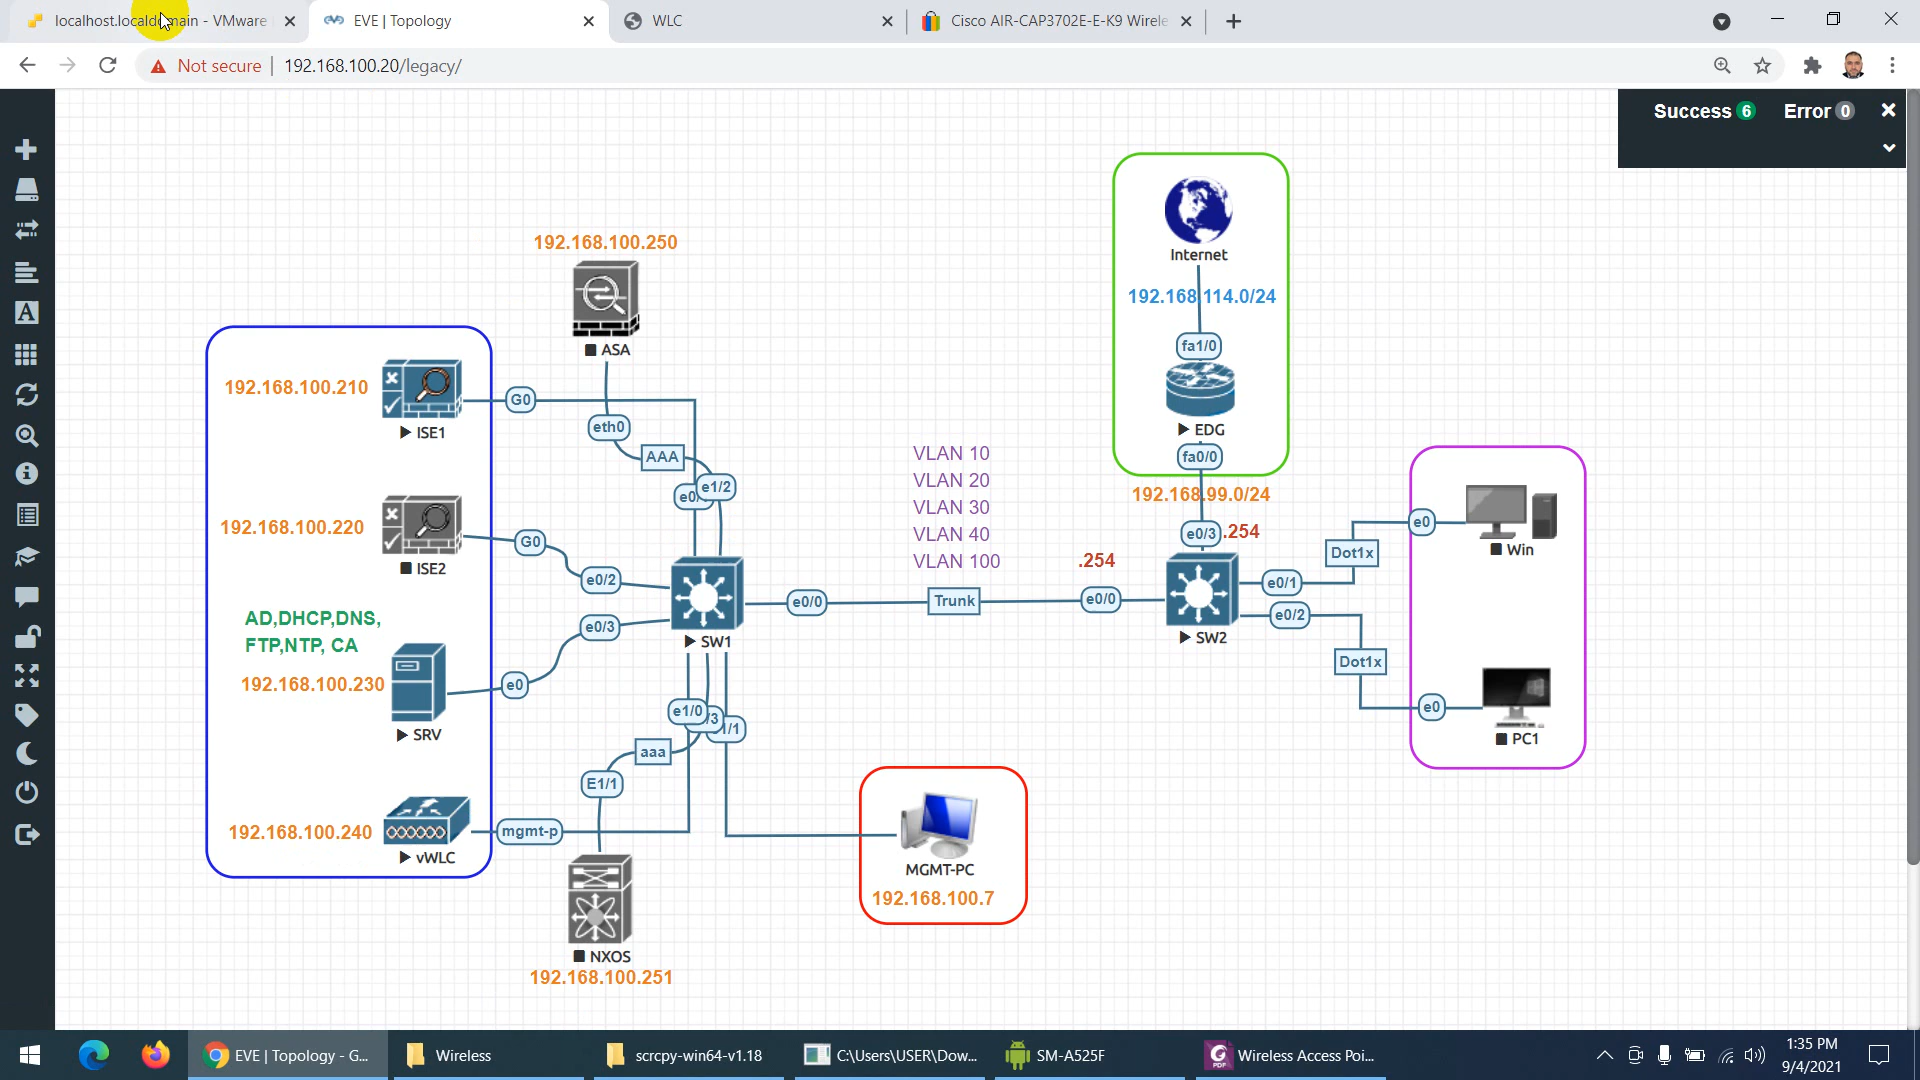 localhost.localdomain - VMware
EVE | Topology
WLC
Cisco AIR-CAP3702E-E-K9 Wirele
Not secure
192.168.100.20/legacy/
Success 6
Error 0
Internet
192.168.114.0/24
fa1/0
EDG
fa0/0
192.168.99.0/24
e0/3
.254
192.168.100.250
ASA
eth0
AAA
e1/2
192.168.100.210
ISE1
G0
192.168.100.220
ISE2
G0
e0/2
AD,DHCP,DNS,
FTP,NTP, CA
192.168.100.230
SRV
e0
e0/3
192.168.100.240
vWLC
mgmt-p
SW1
e1/0
/3
/1
aaa
E1/1
NXOS
192.168.100.251
VLAN 10
VLAN 20
VLAN 30
VLAN 40
VLAN 100
e0/0
Trunk
.254
e0/0
SW2
e0/1
e0/2
Dot1x
Dot1x
e0
Win
e0
PC1
MGMT-PC
192.168.100.7
EVE | Topology - G...
Wireless
scrcpy-win64-v1.18
C:\Users\USER\Dow...
SM-A525F
Wireless Access Poi...
1:35 PM
9/4/2021